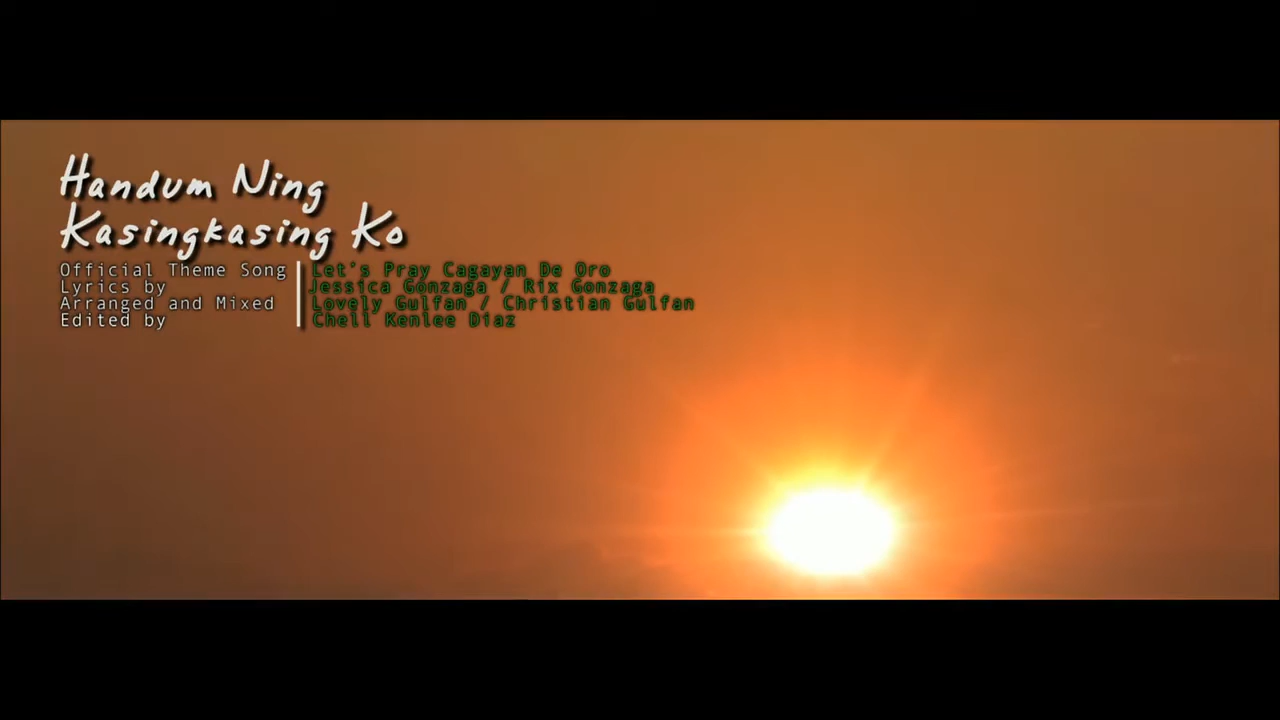 Handum Ning
Kasingkasing Ko
Official Theme Song | Let's Pray Cagayan De Oro
Lyrics by | Jessica Gonzaga / Rix Gonzaga
Arranged and Mixed | Lovely Gulfan / Christian Gulfan
Edited by | Chell Kenlee Diaz